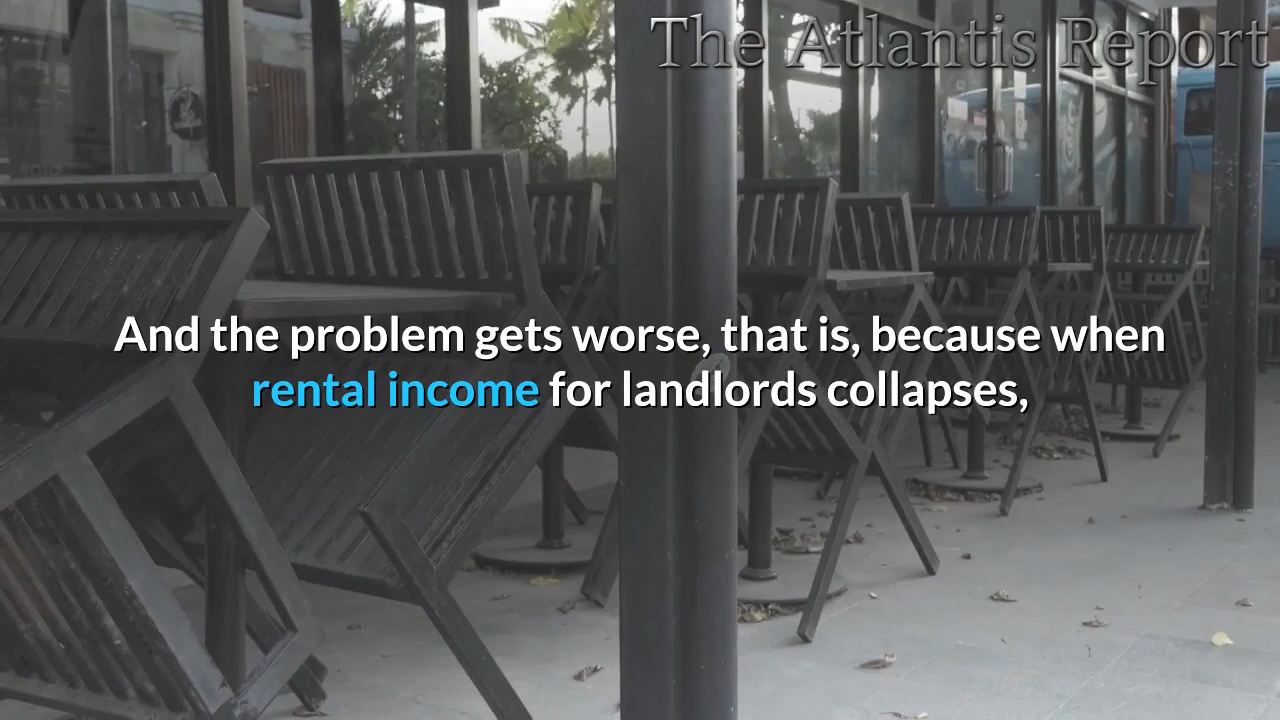 The Atlantis Report
And the problem gets worse, that is, because when
rental income for landlords collapses,